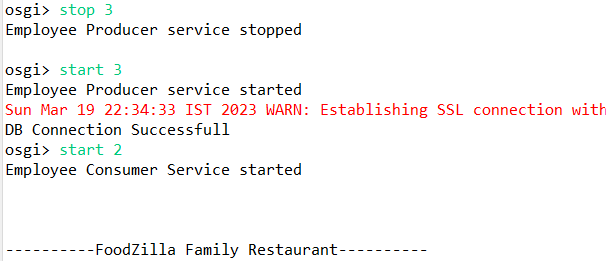 osgi> stop 3
Employee Producer service stopped
osgi> start 3
Employee Producer service started
Sun Mar 19 22:34:33 IST 2023 WARN: Establishing SSL connection with
DB Connection Successfull
osgi> start 2
Employee Consumer Service started
----------FoodZilla Family Restaurant----------